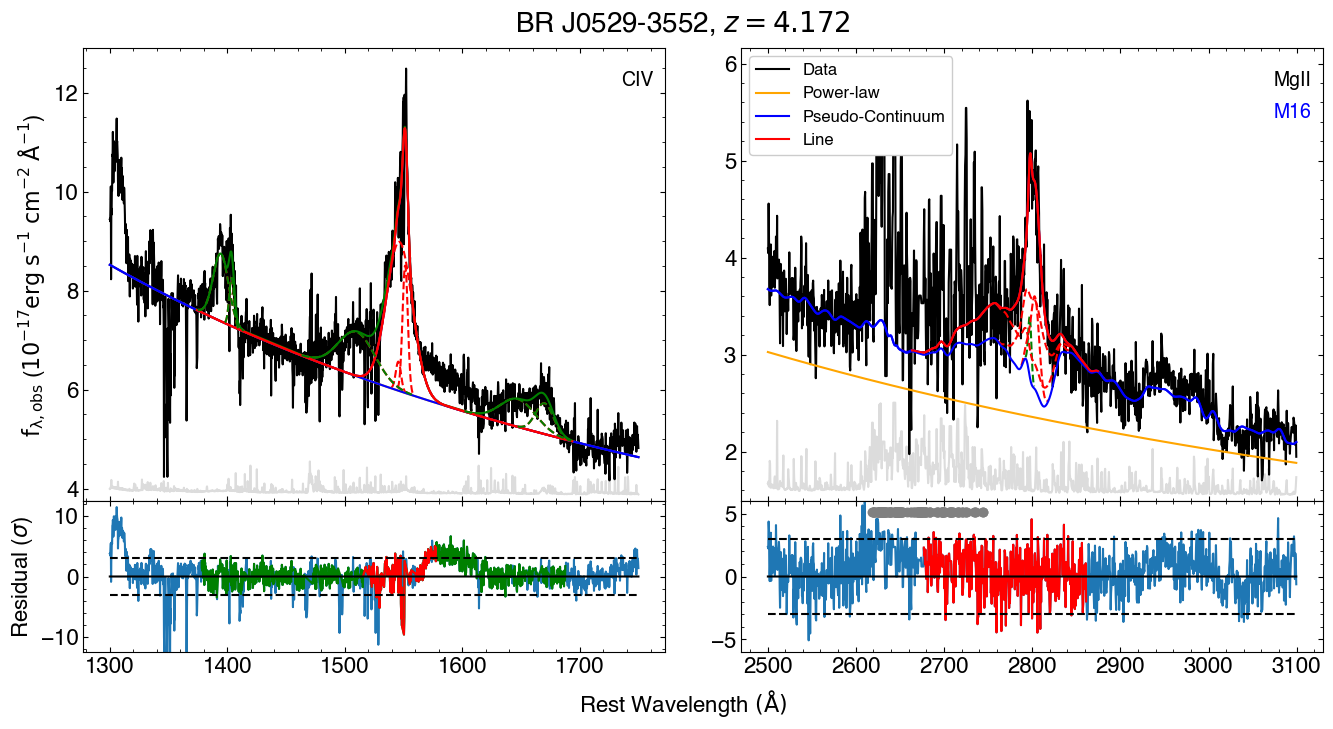 BR J0529-3552, z = 4.172
f_λ,obs (10⁻¹⁷erg s⁻¹ cm⁻² Å⁻¹)
12
10
8
6
4
CIV
Residual (σ)
10
0
−10
1300 1400 1500 1600 1700
6
5
4
3
2
Data
Power-law
Pseudo-Continuum
Line
MgII
M16
5
0
−5
2500 2600 2700 2800 2900 3000 3100
Rest Wavelength (Å)